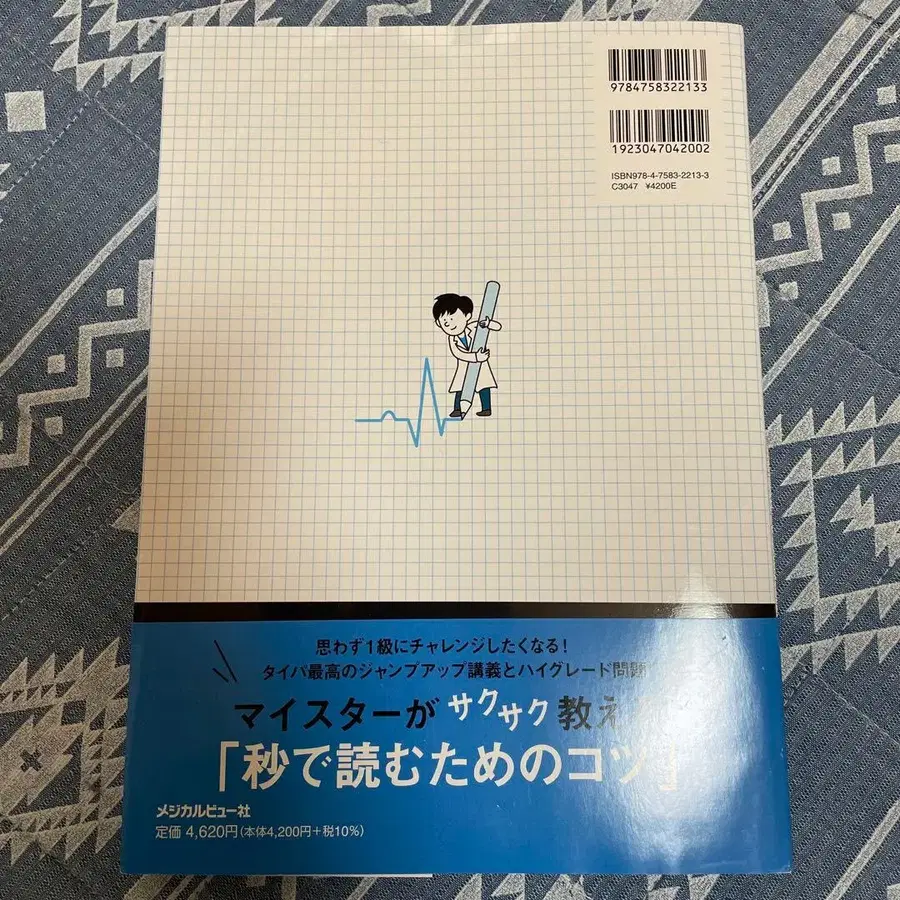 9784758322133
1923047042002
ISBN978-4-7583-2213-3
C3047 ¥4200E
思わず1級にチャレンジしたくなる!
タイパ最高のジャンプアップ講義とハイグレード問題
マイスターが サクサク 教え
「秒で読むためのコツ」
メジカルビュー社
定価 4,620円(本体4,200円+税10%)